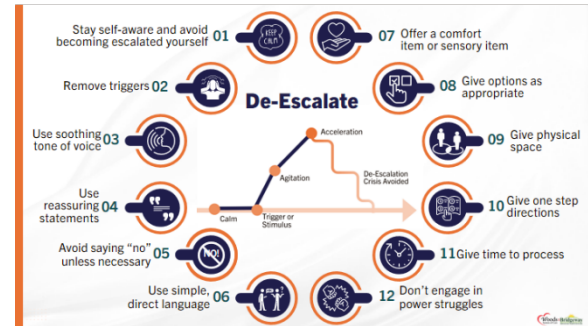 Stay self-aware and avoid
becoming escalated yourself
01
KEEP
CALM
Remove triggers 02
Use soothing
tone of voice
03
Use
reassuring
statements
04
Avoid saying “no”
unless necessary
05
NO!
Use simple,
direct language
06
De-Escalate
Acceleration
Agitation
De-Escalation
Crisis Avoided
Calm
Trigger or
Stimulus
07 Offer a comfort
item or sensory item
08 Give options as
appropriate
09 Give physical
space
10 Give one step
directions
11 Give time to process
12 Don’t engage in
power struggles